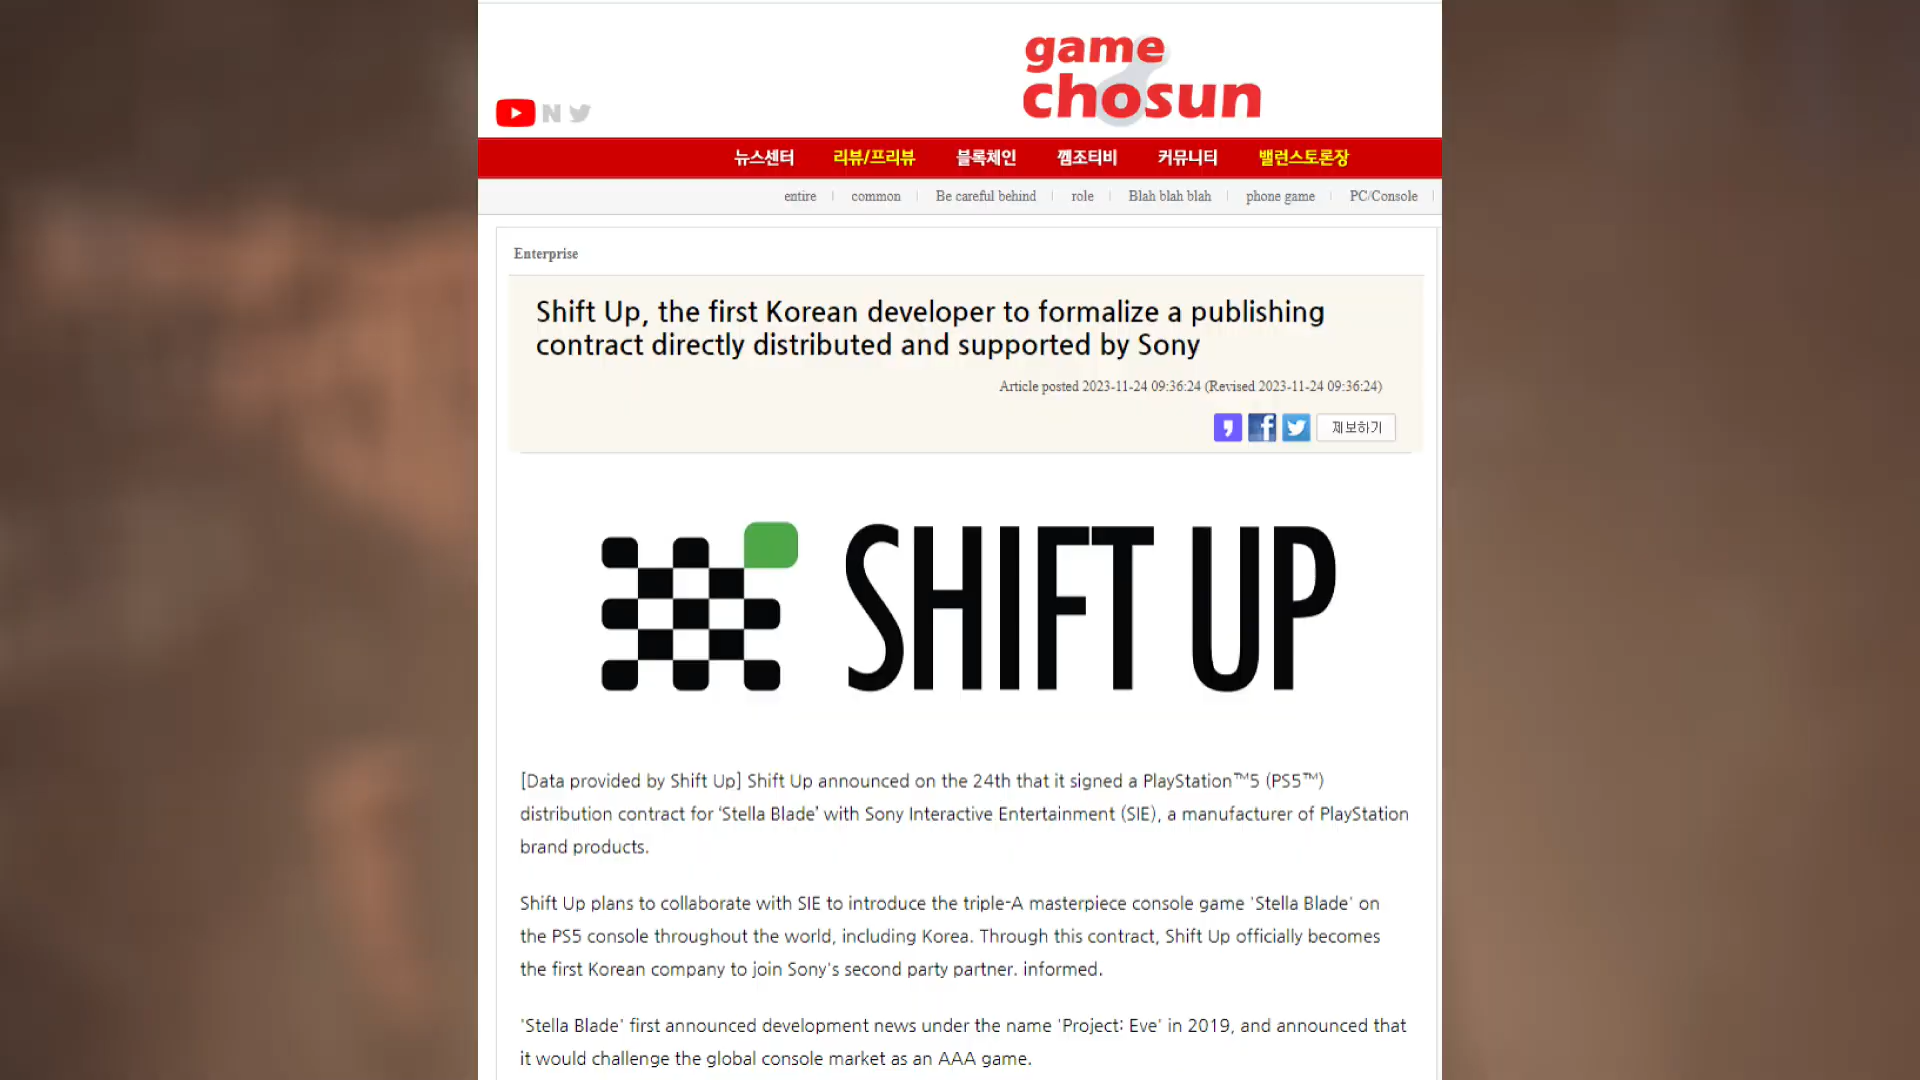 game
chosun
N
뉴스센터 리뷰/프리뷰 블록체인 껨조티비 커뮤니티 밸런스토론장
entire common Be careful behind role Blah blah blah phone game PC/Console
Enterprise
Shift Up, the first Korean developer to formalize a publishing
contract directly distributed and supported by Sony
Article posted 2023-11-24 09:36:24 (Revised 2023-11-24 09:36:24)
제보하기
SHIFT UP
[Data provided by Shift Up] Shift Up announced on the 24th that it signed a PlayStation™5 (PS5™)
distribution contract for ‘Stella Blade’ with Sony Interactive Entertainment (SIE), a manufacturer of PlayStation
brand products.
Shift Up plans to collaborate with SIE to introduce the triple-A masterpiece console game 'Stella Blade' on
the PS5 console throughout the world, including Korea. Through this contract, Shift Up officially becomes
the first Korean company to join Sony's second party partner. informed.
'Stella Blade' first announced development news under the name 'Project: Eve' in 2019, and announced that
it would challenge the global console market as an AAA game.